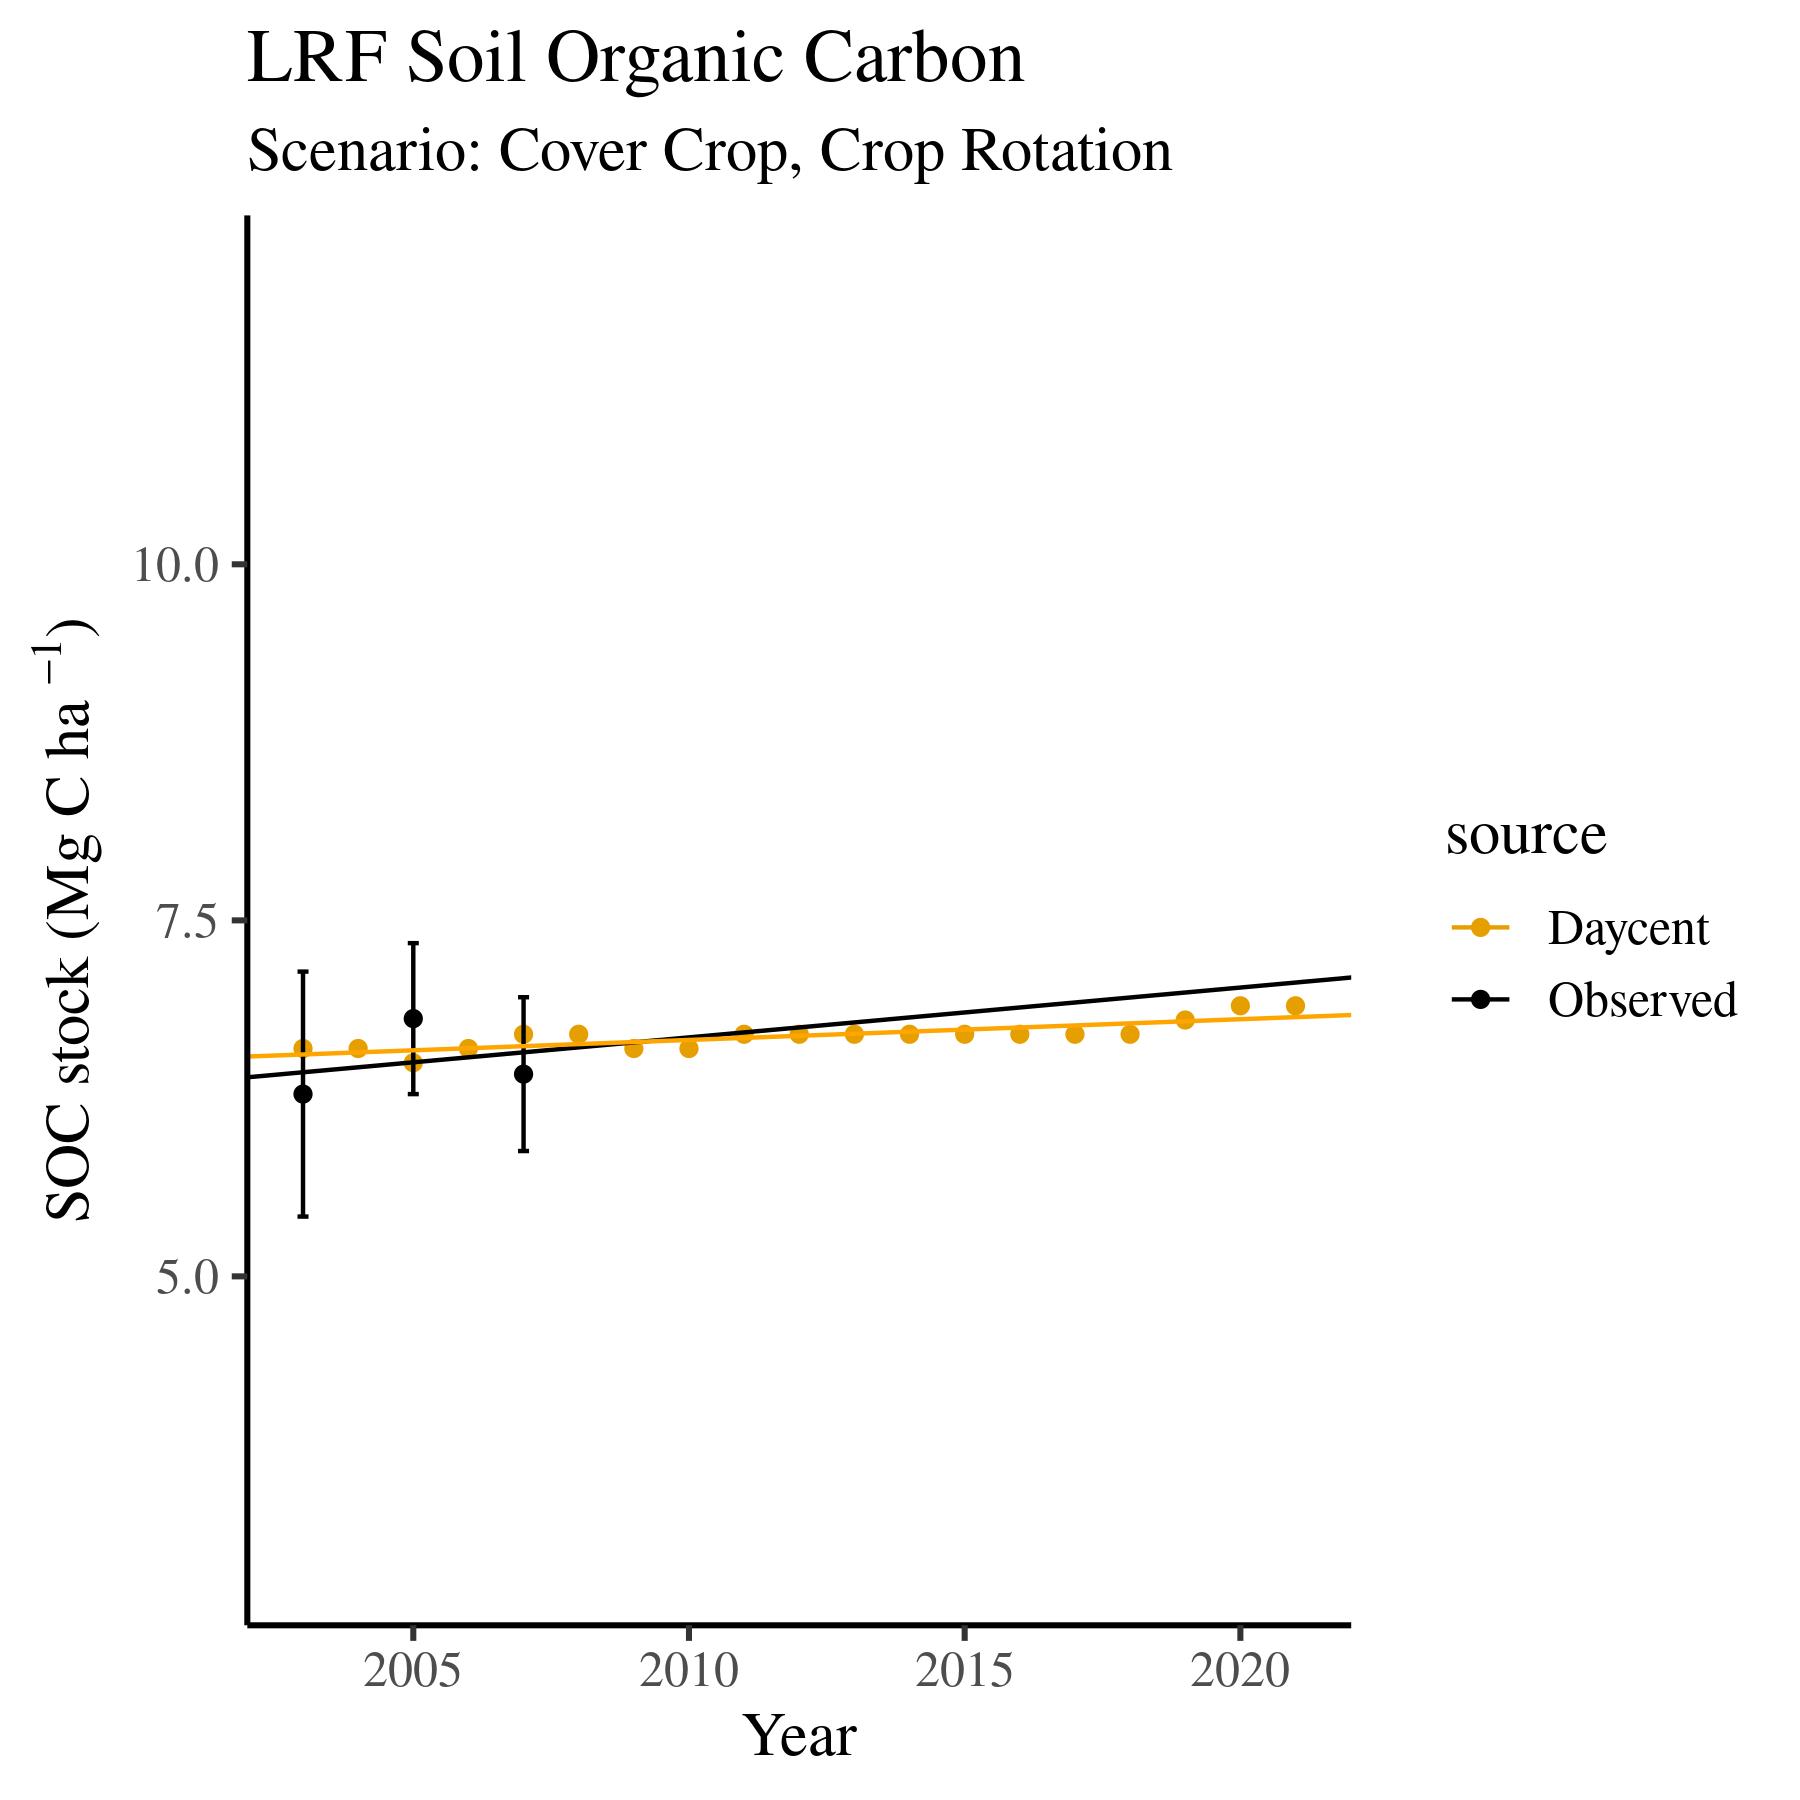 LRF Soil Organic Carbon
Scenario: Cover Crop, Crop Rotation
SOC stock (Mg C ha −1)
10.0
7.5
5.0
2005 2010 2015 2020
Year
source
Daycent
Observed